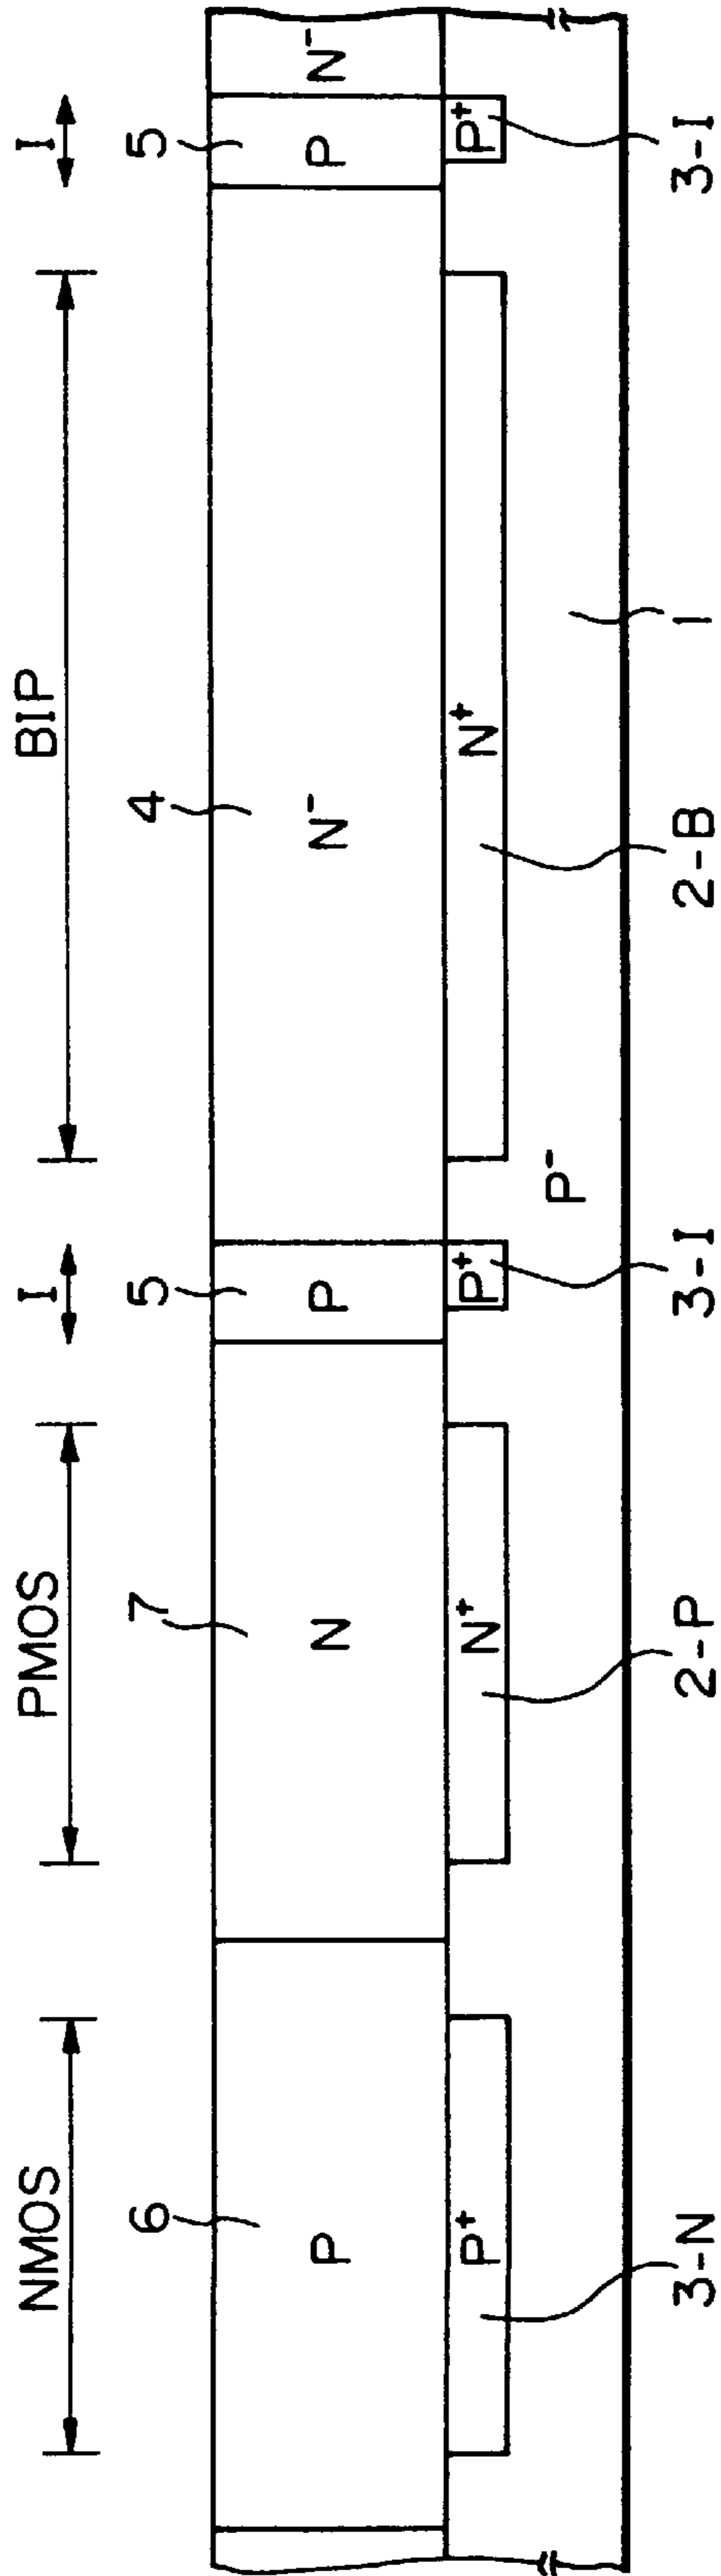 NMOS PMOS I BIP I
6 7 5 4 5
P N P N⁻ P N⁻
P⁺ N⁺ P⁺ N⁺ P⁺
P⁻
3-N 2-P 3-I 2-B 1 3-I